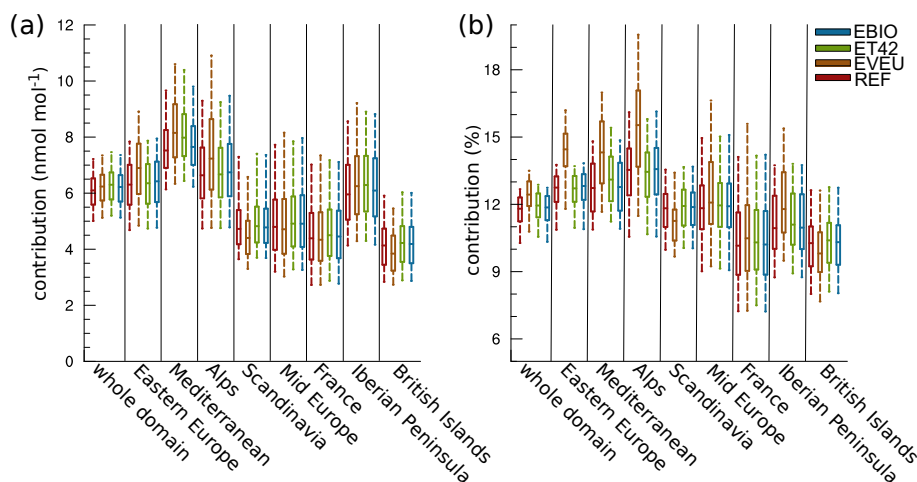 (a)
contribution (nmol mol-1)
12
10
8
6
4
2
0
whole domain
Eastern Europe
Mediterranean
Alps
Scandinavia
Mid Europe
France
Iberian Peninsula
British Islands
(b)
contribution (%)
18
15
12
9
6
whole domain
Eastern Europe
Mediterranean
Alps
Scandinavia
Mid Europe
France
Iberian Peninsula
British Islands
EBIO
ET42
EVEU
REF